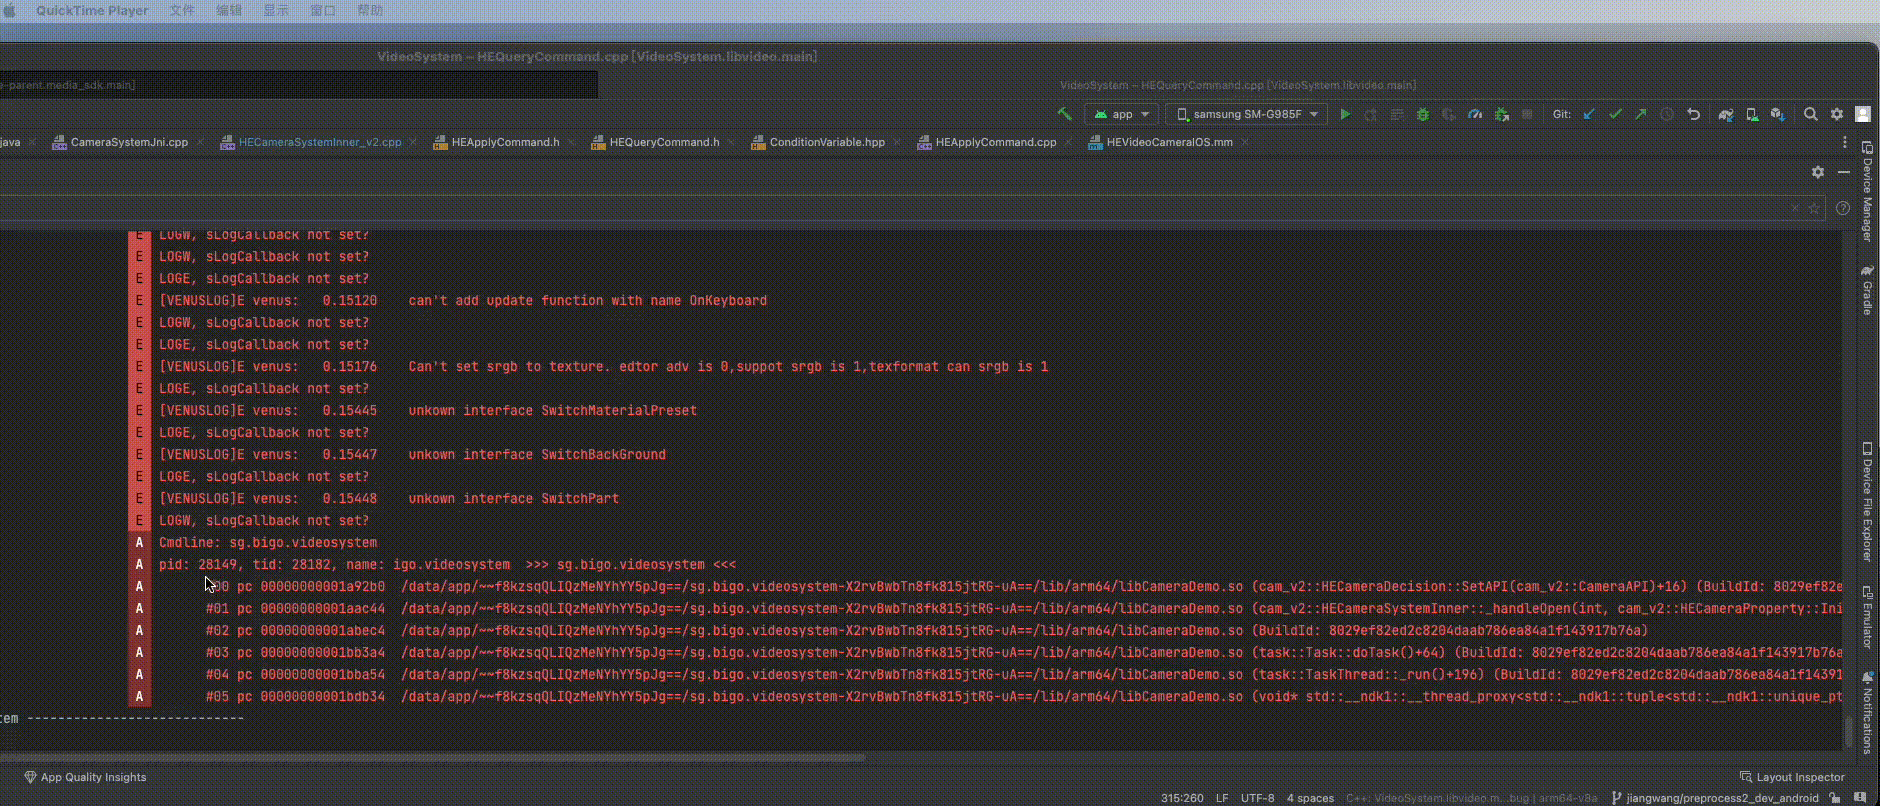 QuickTime Player 文件 编辑 显示 窗口 帮助
VideoSystem – HEQueryCommand.cpp [VideoSystem.libvideo.main]
e-parent.media_sdk.main]
VideoSystem – HEQueryCommand.cpp [VideoSystem.libvideo.main]
app samsung SM-G985F Git:
java CameraSystemJni.cpp HECameraSystemInner_v2.cpp HEApplyCommand.h HEQueryCommand.h ConditionVariable.hpp HEApplyCommand.cpp HEVideoCameraIOS.mm
E LOGW, sLogCallback not set?
E LOGW, sLogCallback not set?
E LOGE, sLogCallback not set?
E [VENUSLOG]E venus: 0.15120 can't add update function with name OnKeyboard
E LOGW, sLogCallback not set?
E LOGE, sLogCallback not set?
E [VENUSLOG]E venus: 0.15176 Can't set srgb to texture. edtor adv is 0,suppot srgb is 1,texformat can srgb is 1
E LOGE, sLogCallback not set?
E [VENUSLOG]E venus: 0.15445 unkown interface SwitchMaterialPreset
E LOGE, sLogCallback not set?
E [VENUSLOG]E venus: 0.15447 unkown interface SwitchBackGround
E LOGE, sLogCallback not set?
E [VENUSLOG]E venus: 0.15448 unkown interface SwitchPart
E LOGW, sLogCallback not set?
A Cmdline: sg.bigo.videosystem
A pid: 28149, tid: 28182, name: igo.videosystem >>> sg.bigo.videosystem <<<
A #00 pc 00000000001a92b0 /data/app/~~f8kzsqQLIQzMeNYhYY5pJg==/sg.bigo.videosystem-X2rvBwbTn8fk815jtRG-uA==/lib/arm64/libCameraDemo.so (cam_v2::HECameraDecision::SetAPI(cam_v2::CameraAPI)+16) (BuildId: 8029ef82e
A #01 pc 00000000001aac44 /data/app/~~f8kzsqQLIQzMeNYhYY5pJg==/sg.bigo.videosystem-X2rvBwbTn8fk815jtRG-uA==/lib/arm64/libCameraDemo.so (cam_v2::HECameraSystemInner::_handleOpen(int, cam_v2::HECameraProperty::Ini
A #02 pc 00000000001abec4 /data/app/~~f8kzsqQLIQzMeNYhYY5pJg==/sg.bigo.videosystem-X2rvBwbTn8fk815jtRG-uA==/lib/arm64/libCameraDemo.so (BuildId: 8029ef82ed2c8204daab786ea84a1f143917b76a)
A #03 pc 00000000001bb3a4 /data/app/~~f8kzsqQLIQzMeNYhYY5pJg==/sg.bigo.videosystem-X2rvBwbTn8fk815jtRG-uA==/lib/arm64/libCameraDemo.so (task::Task::doTask()+64) (BuildId: 8029ef82ed2c8204daab786ea84a1f143917b76a
A #04 pc 00000000001bba54 /data/app/~~f8kzsqQLIQzMeNYhYY5pJg==/sg.bigo.videosystem-X2rvBwbTn8fk815jtRG-uA==/lib/arm64/libCameraDemo.so (task::TaskThread::_run()+196) (BuildId: 8029ef82ed2c8204daab786ea84a1f14391
A #05 pc 00000000001bdb34 /data/app/~~f8kzsqQLIQzMeNYhYY5pJg==/sg.bigo.videosystem-X2rvBwbTn8fk815jtRG-uA==/lib/arm64/libCameraDemo.so (void* std::__ndk1::__thread_proxy<std::__ndk1::tuple<std::__ndk1::unique_pt
tem ----------------------------
Device Manager
Gradle
Device File Explorer
Emulator
Notifications
App Quality Insights Layout Inspector
315:260 LF UTF-8 4 spaces C++: VideoSystem.libvideo.m...bug | arm64-v8a jiangwang/preprocess2_dev_android